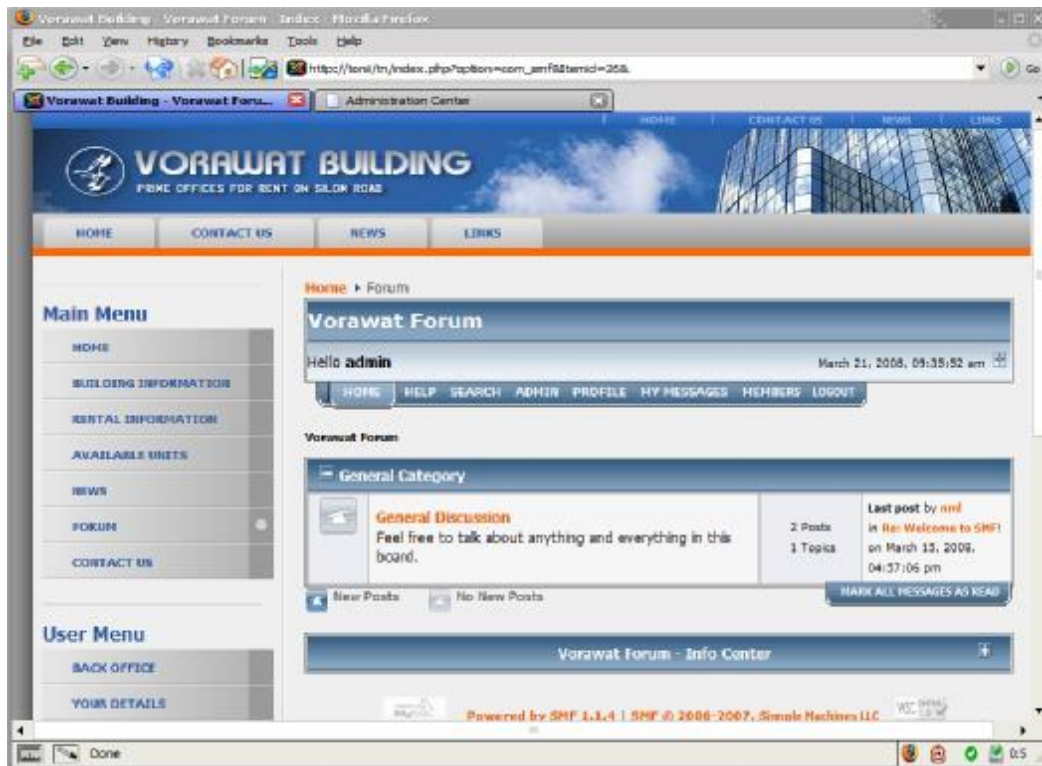 Vorawat Building - Vorawat Forum - Index - Mozilla Firefox
File Edit View History Bookmarks Tools Help
Go
Vorawat Building - Vorawat Foru... Administration Center
HOME CONTACT US NEWS LINKS
VORAWAT BUILDING
PRIME OFFICES FOR RENT ON SILOM ROAD
HOME CONTACT US NEWS LINKS
Home Forum
Main Menu
Vorawat Forum
HOME
Hello admin March 21, 2008, 09:35:52 am
BUILDING INFORMATION
HOME HELP SEARCH ADMIN PROFILE MY MESSAGES MEMBERS LOGOUT
RENTAL INFORMATION
Vorawat Forum
AVAILABLE UNITS
General Category
NEWS
General Discussion
Feel free to talk about anything and everything in this
board.
2 Posts
1 Topics
Last post by nml
in Re: Welcome to SMF!
on March 15, 2008,
04:57:06 pm
FORUM
CONTACT US
New Posts No New Posts
MARK ALL MESSAGES AS READ
User Menu
Vorawat Forum - Info Center
BACK OFFICE
YOUR DETAILS
Powered by SMF 1.1.4 | SMF © 2006-2007, Simple Machines LLC
Done